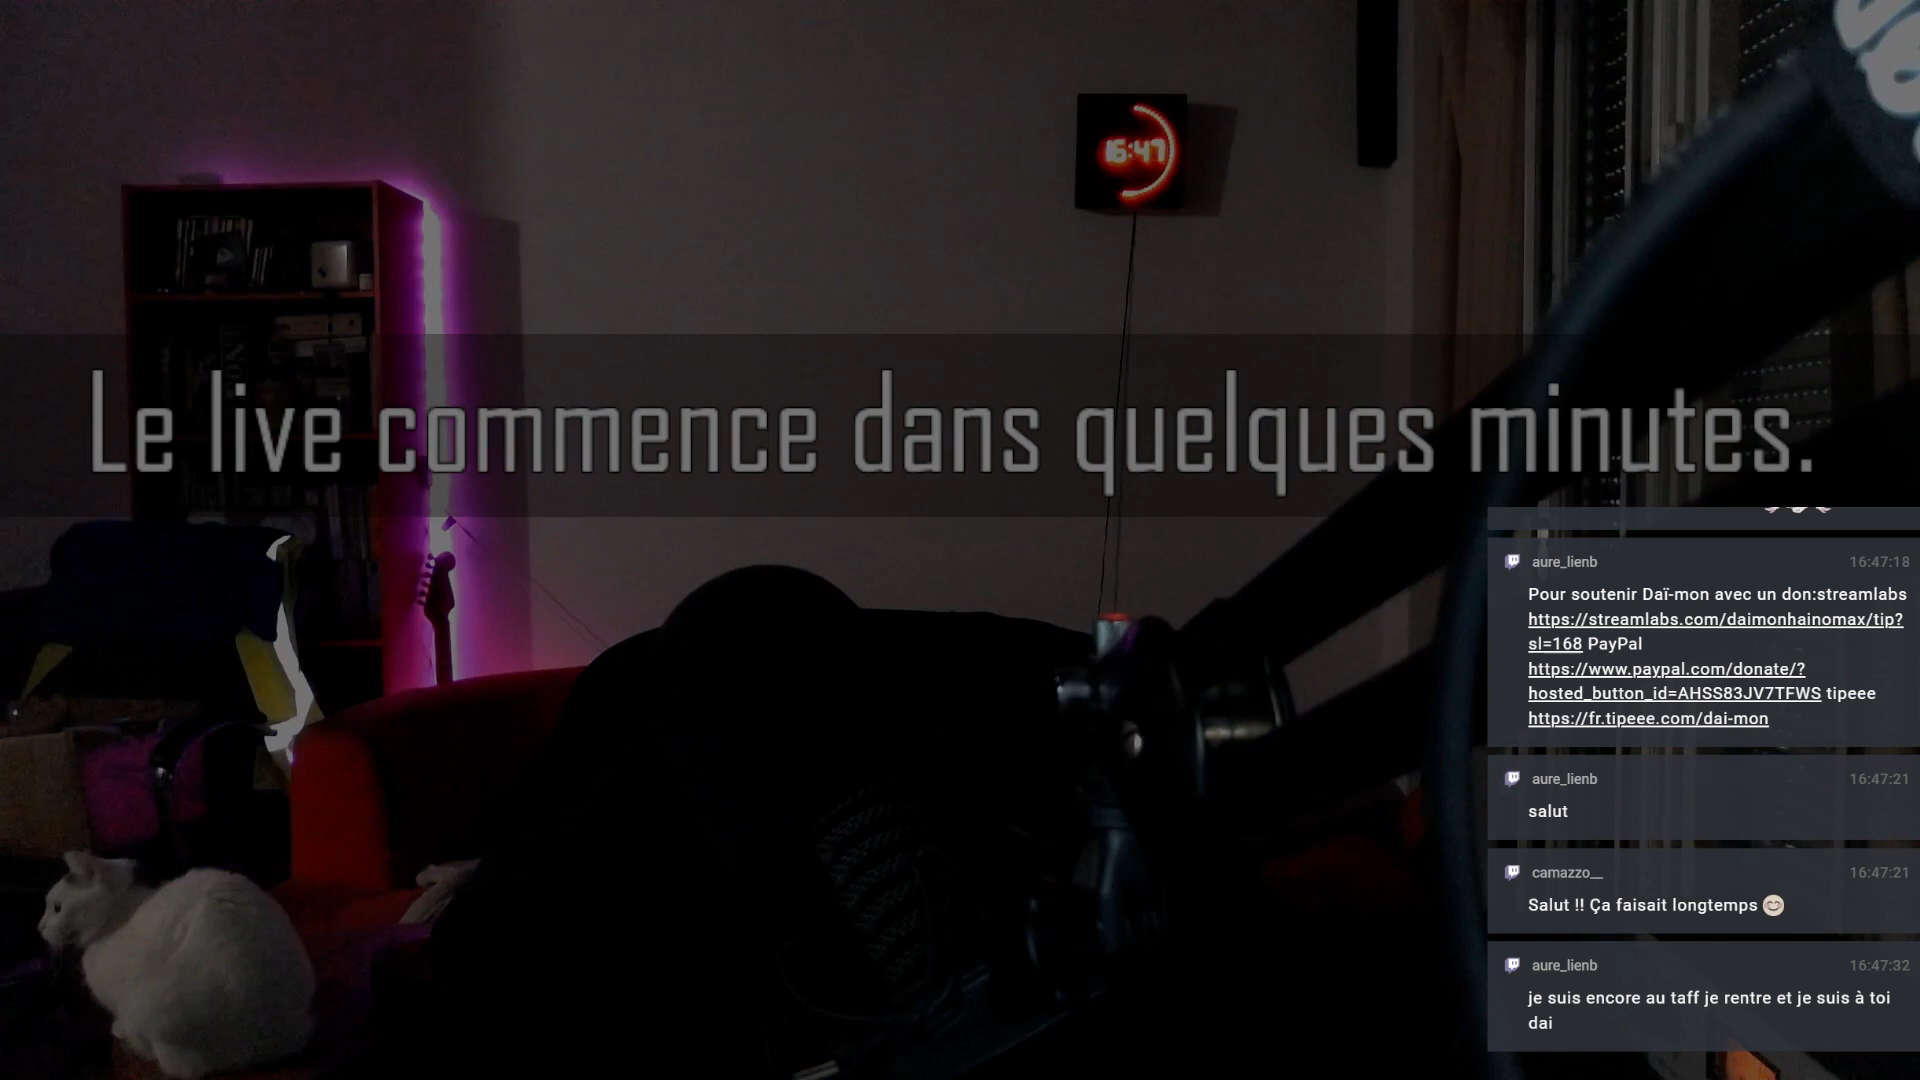 16:47
Le live commence dans quelques minutes.
aure_lienb 16:47:18
Pour soutenir Daï-mon avec un don:streamlabs
https://streamlabs.com/daimonhainomax/tip?
sl=168 PayPal
https://www.paypal.com/donate/?
hosted_button_id=AHSS83JV7TFWS tipeee
https://fr.tipeee.com/dai-mon
aure_lienb 16:47:21
salut
camazzo__ 16:47:21
Salut !! Ça faisait longtemps 😊
aure_lienb 16:47:32
je suis encore au taff je rentre et je suis à toi
dai